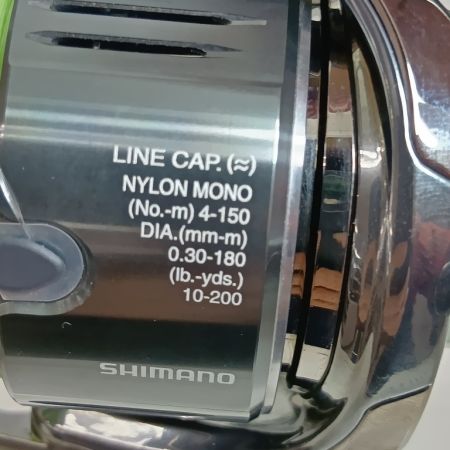 LINE CAP. (≈)
NYLON MONO
(No.-m) 4-150
DIA.(mm-m)
0.30-180
(lb.-yds.)
10-200
SHIMANO